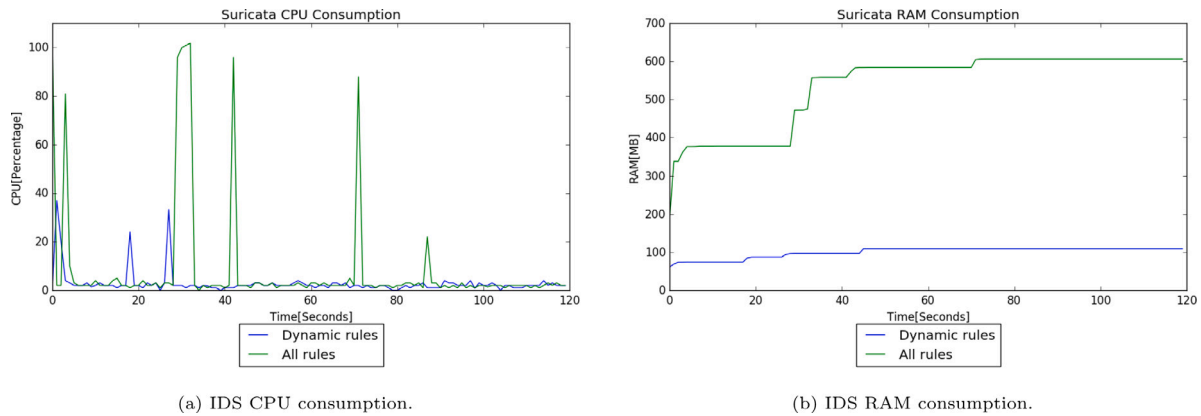 Suricata CPU Consumption
100
80
60
40
20
0
CPU[Percentage]
0 20 40 60 80 100 120
Time[Seconds]
Dynamic rules
All rules
(a) IDS CPU consumption.
Suricata RAM Consumption
700
600
500
400
300
200
100
0
RAM[MB]
0 20 40 60 80 100 120
Time[Seconds]
Dynamic rules
All rules
(b) IDS RAM consumption.